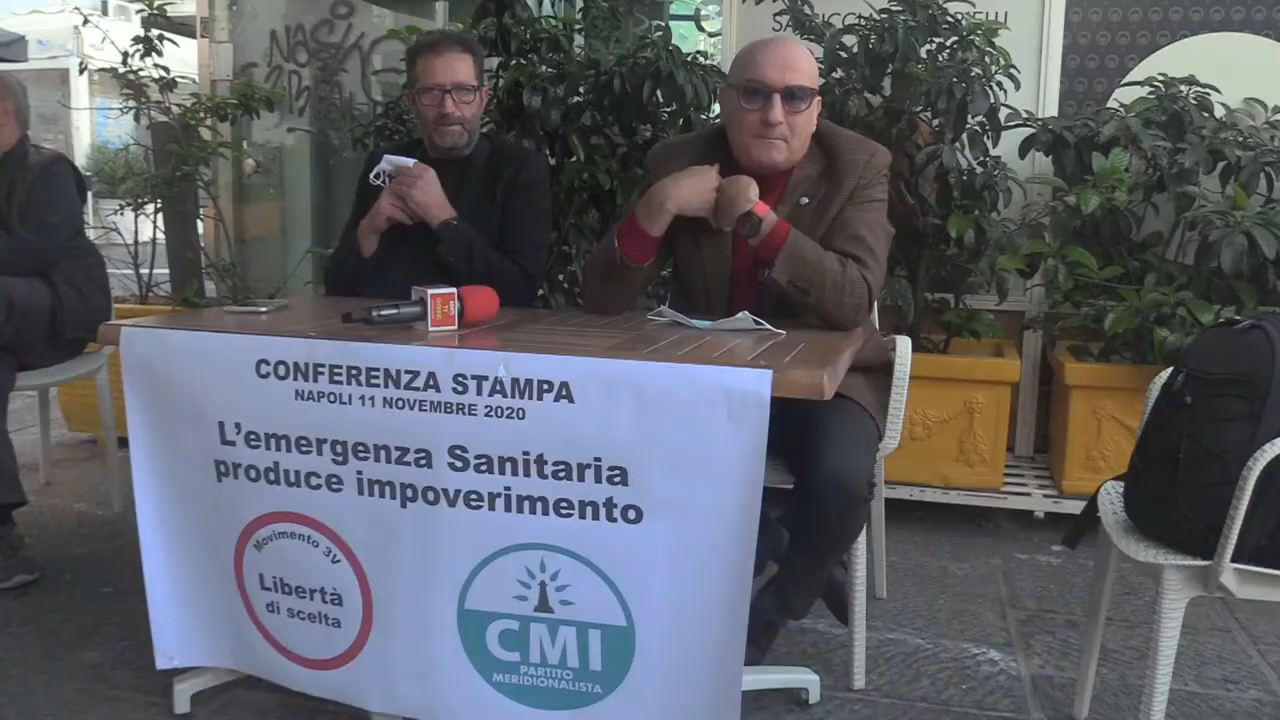 CONFERENZA STAMPA
NAPOLI 11 NOVEMBRE 2020
L'emergenza Sanitaria
produce impoverimento
Movimento 3V
Libertà
di scelta
CMI
PARTITO
MERIDIONALISTA